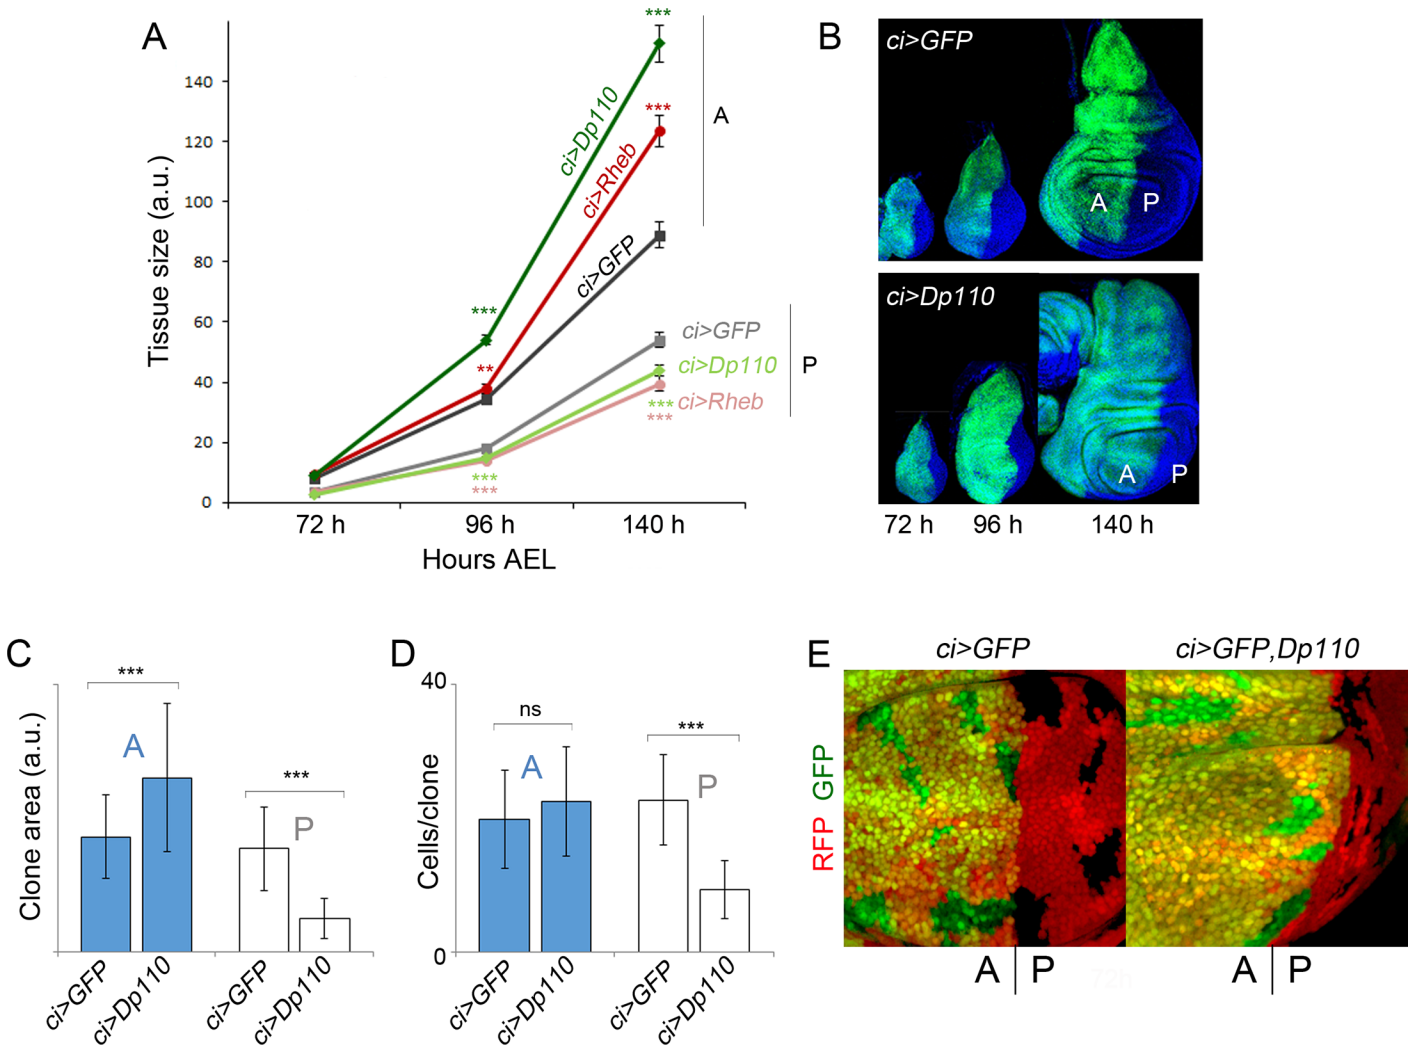 A
Tissue size (a.u.)
140
120
100
80
60
40
20
0
72 h
96 h
140 h
Hours AEL
***
***
***
**
ci>Dp110
ci>Rheb
ci>GFP
A
ci>GFP
ci>Dp110
ci>Rheb
P
***
***
***
***
B
ci>GFP
A P
ci>Dp110
A P
72 h
96 h
140 h
C
Clone area (a.u.)
***
A
***
P
ci>GFP
ci>Dp110
ci>GFP
ci>Dp110
D
Cells/clone
40
0
ns
A
***
P
ci>GFP
ci>Dp110
ci>GFP
ci>Dp110
E
ci>GFP
ci>GFP,Dp110
RFP GFP
A P
A P